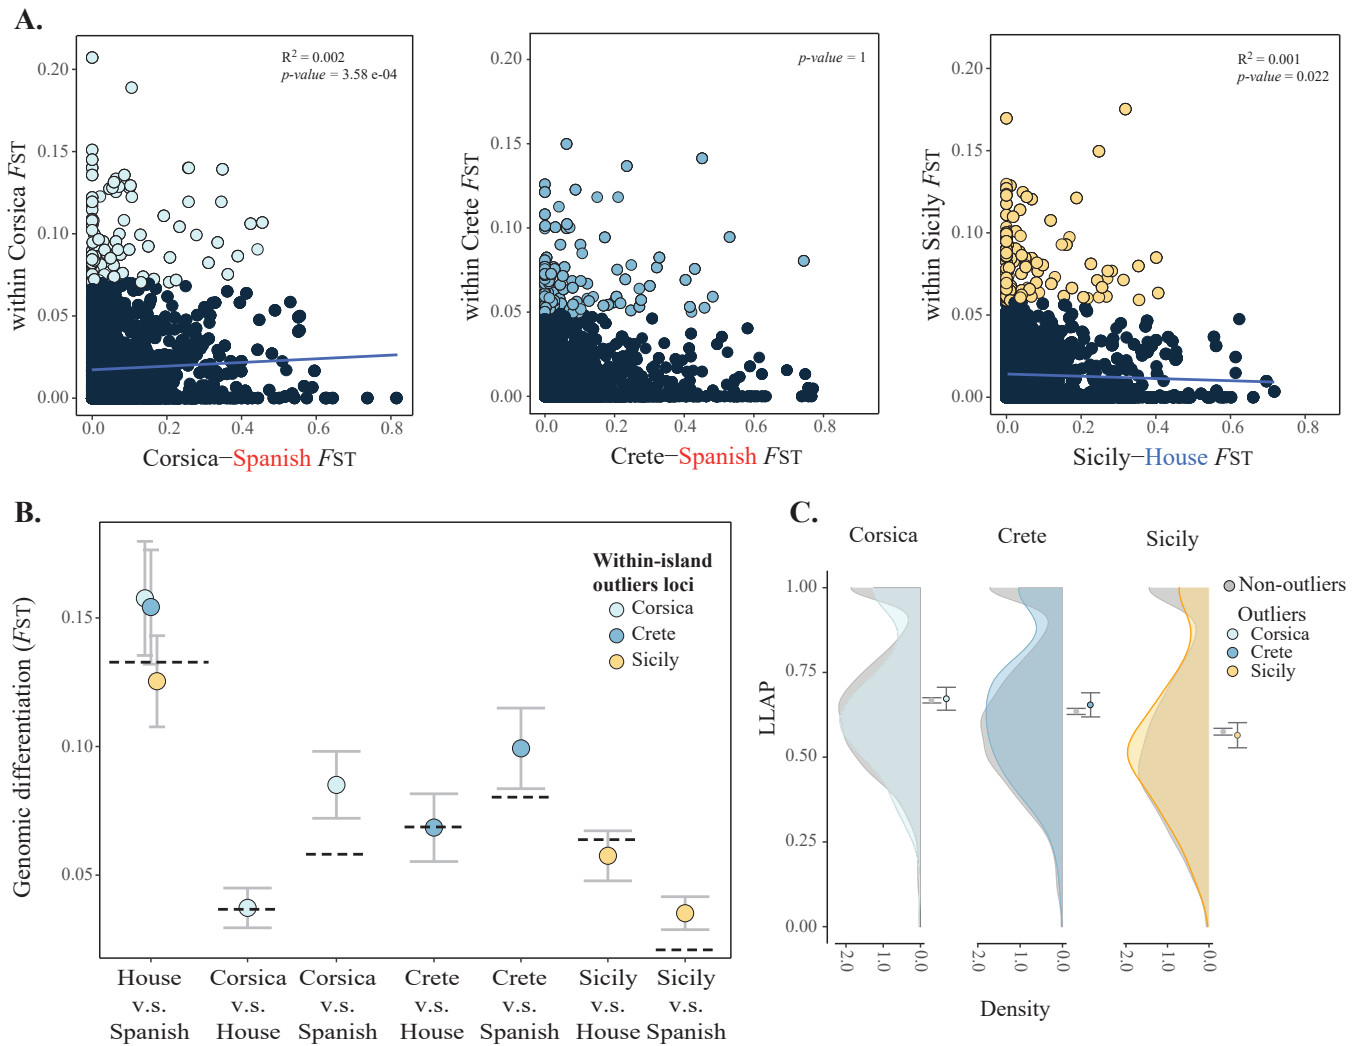 A.
within Corsica FST
0.20
0.15
0.10
0.05
0.00
R² = 0.002
p-value = 3.58 e-04
0.0 0.2 0.4 0.6 0.8
Corsica–Spanish FST
within Crete FST
0.20
0.15
0.10
0.05
0.00
p-value = 1
0.0 0.2 0.4 0.6 0.8
Crete–Spanish FST
within Sicily FST
0.20
0.15
0.10
0.05
0.00
R² = 0.001
p-value = 0.022
0.0 0.2 0.4 0.6 0.8
Sicily–House FST
B.
Genomic differentiation (FST)
0.15
0.10
0.05
Within-island
outliers loci
Corsica
Crete
Sicily
House v.s. Spanish
Corsica v.s. House
Corsica v.s. Spanish
Crete v.s. House
Crete v.s. Spanish
Sicily v.s. House
Sicily v.s. Spanish
C.
Corsica Crete Sicily
LLAP
1.00
0.75
0.50
0.25
0.00
Non-outliers
Outliers
Corsica
Crete
Sicily
2.0 1.0 0.0 2.0 1.0 0.0 2.0 1.0 0.0
Density